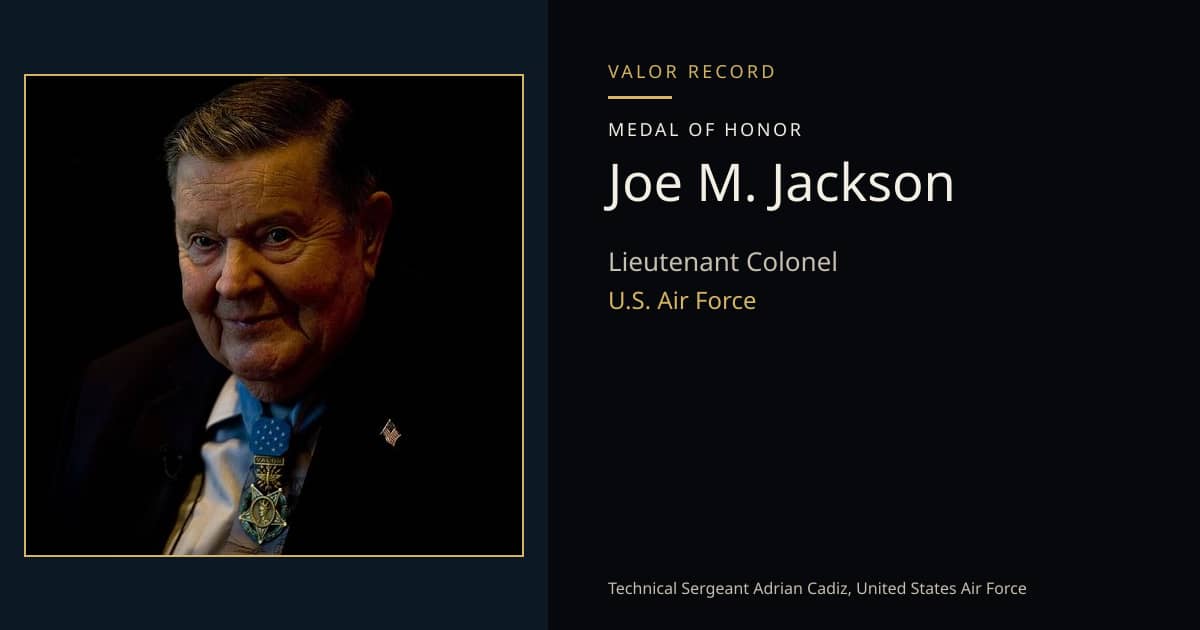 VALOR RECORD
MEDAL OF HONOR
Joe M. Jackson
Lieutenant Colonel
U.S. Air Force
VALOR
Technical Sergeant Adrian Cadiz, United States Air Force